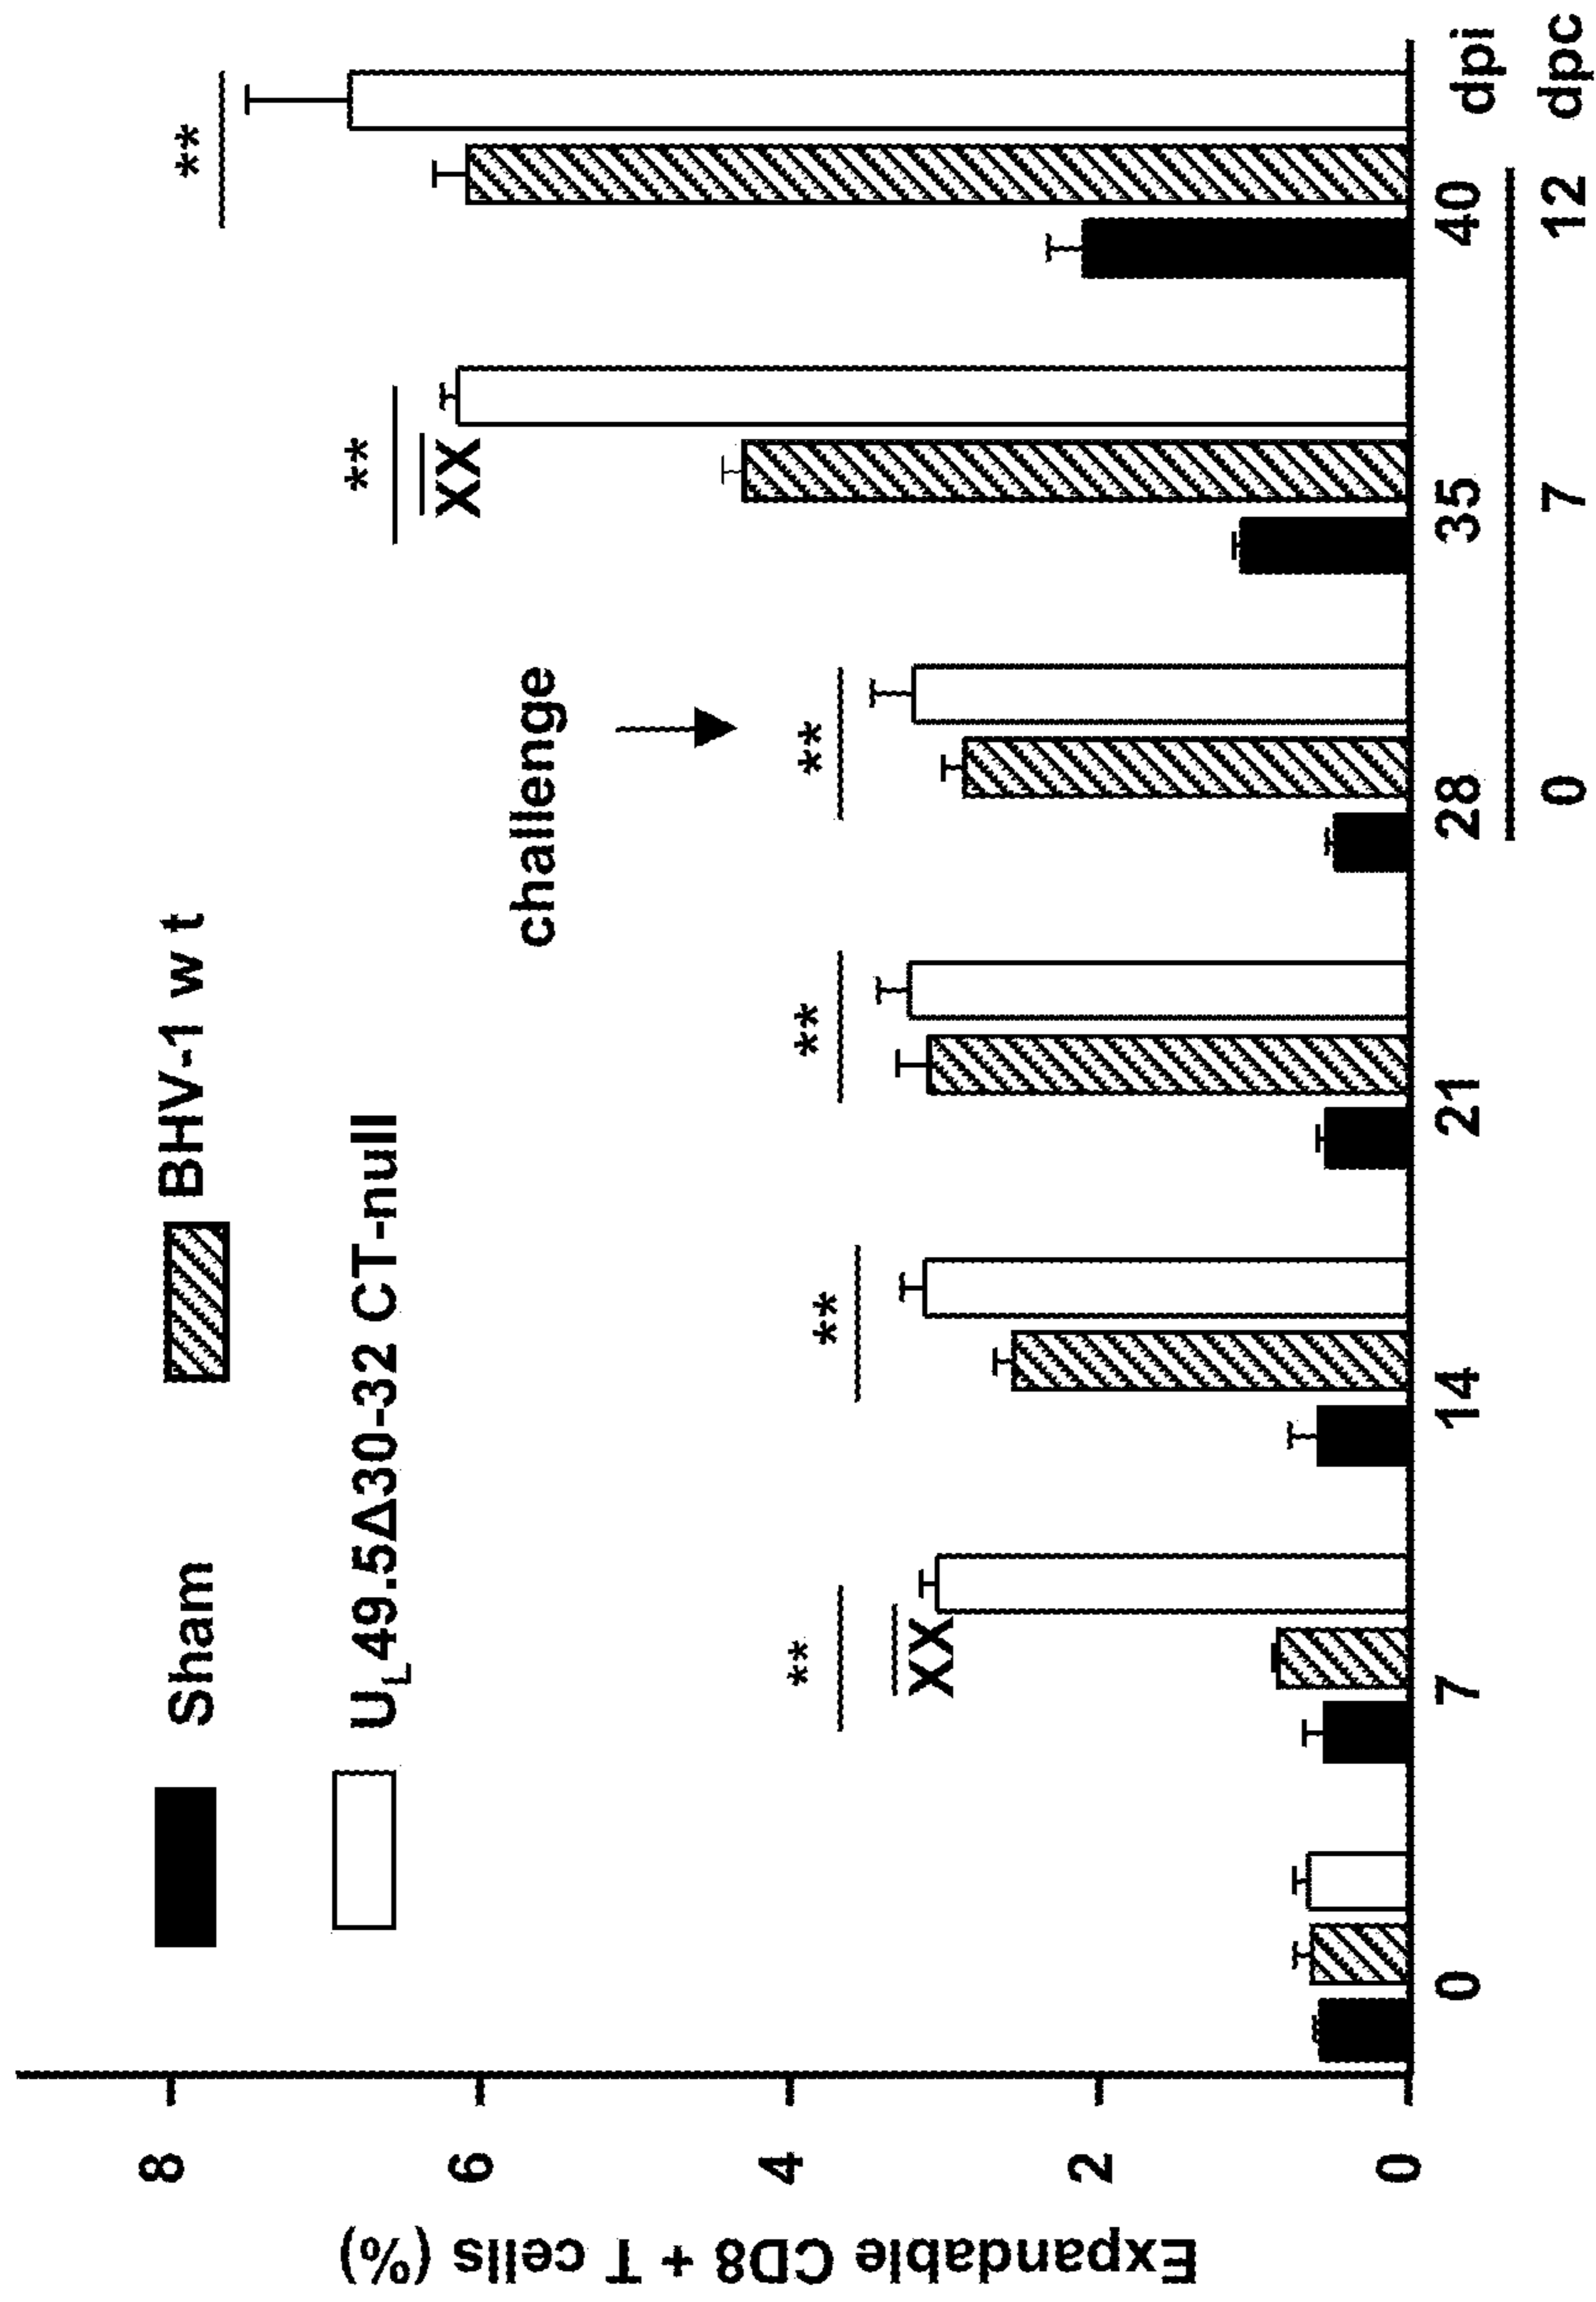 Sham
BHV-1 w t
UL49.5Δ30-32 CT-null
Expandable CD8 + T cells (%)
8
6
4
2
0
**
XX
**
**
challenge
**
**
XX
**
0 7 14 21 28 35 40 dpi
0 7 12 dpc